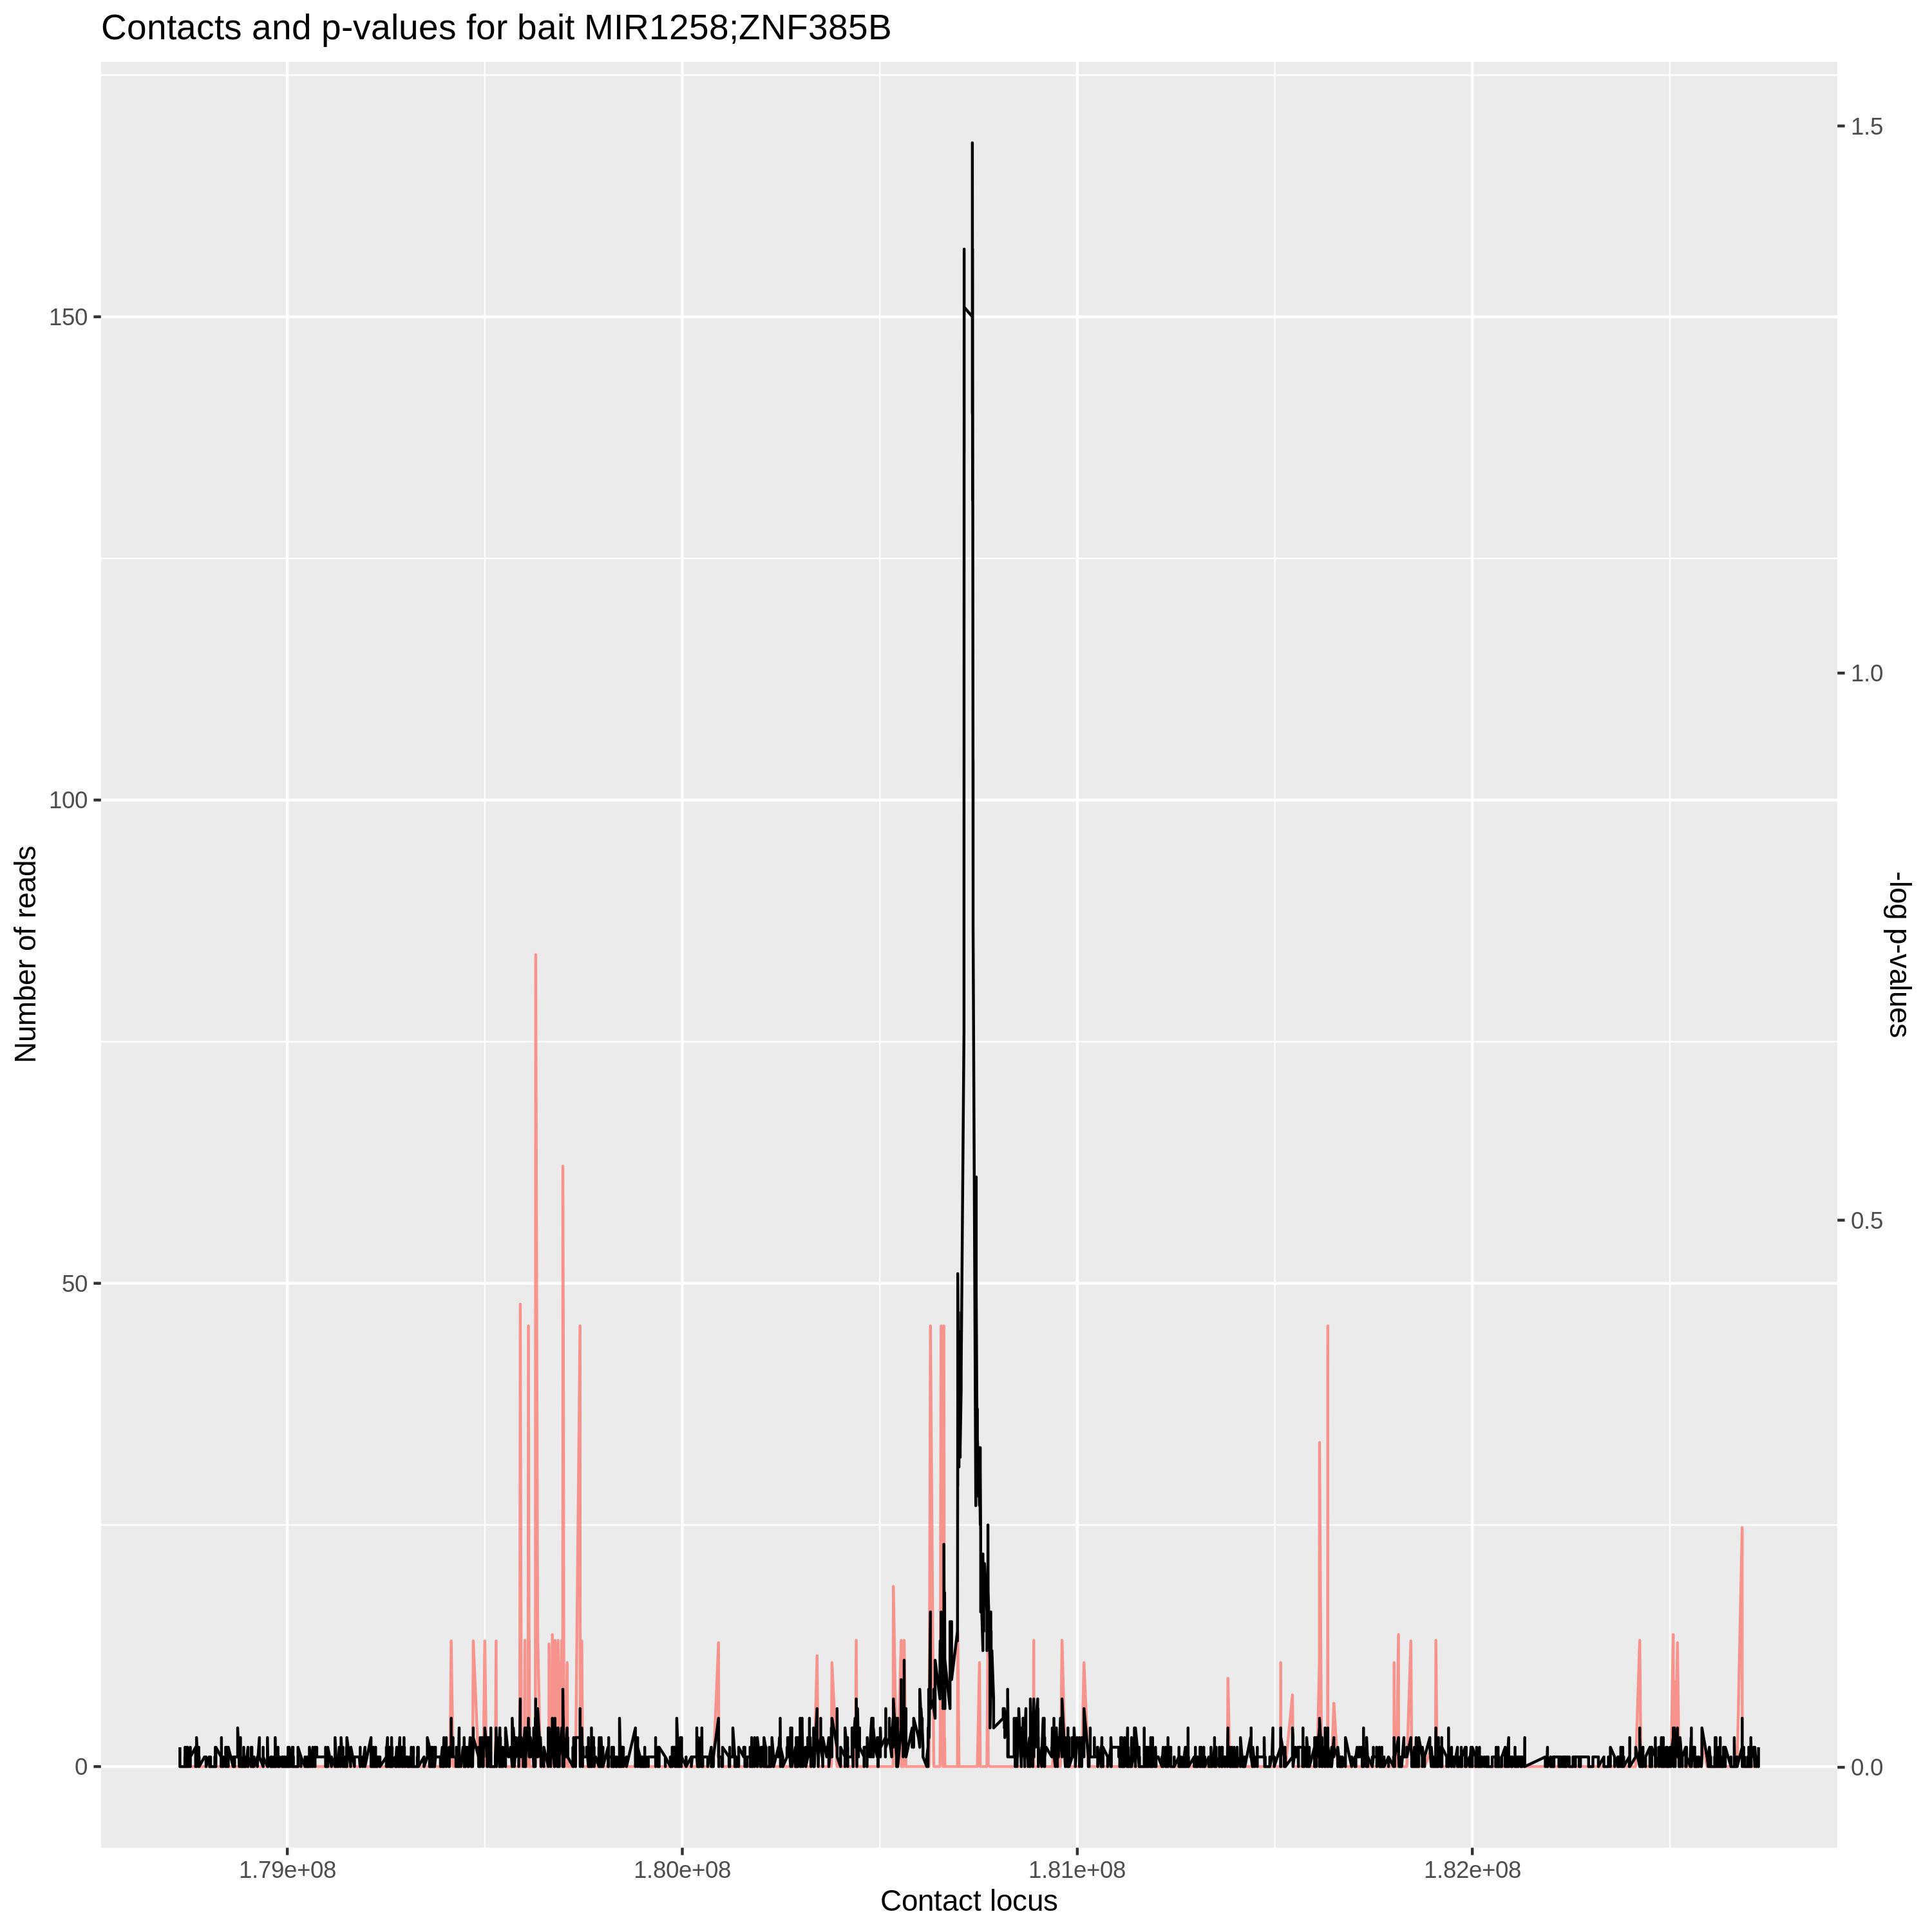 Contacts and p-values for bait MIR1258;ZNF385B
Number of reads
150
100
50
0
1.5
1.0
0.5
0.0
-log p-values
1.79e+08
1.80e+08
1.81e+08
1.82e+08
Contact locus